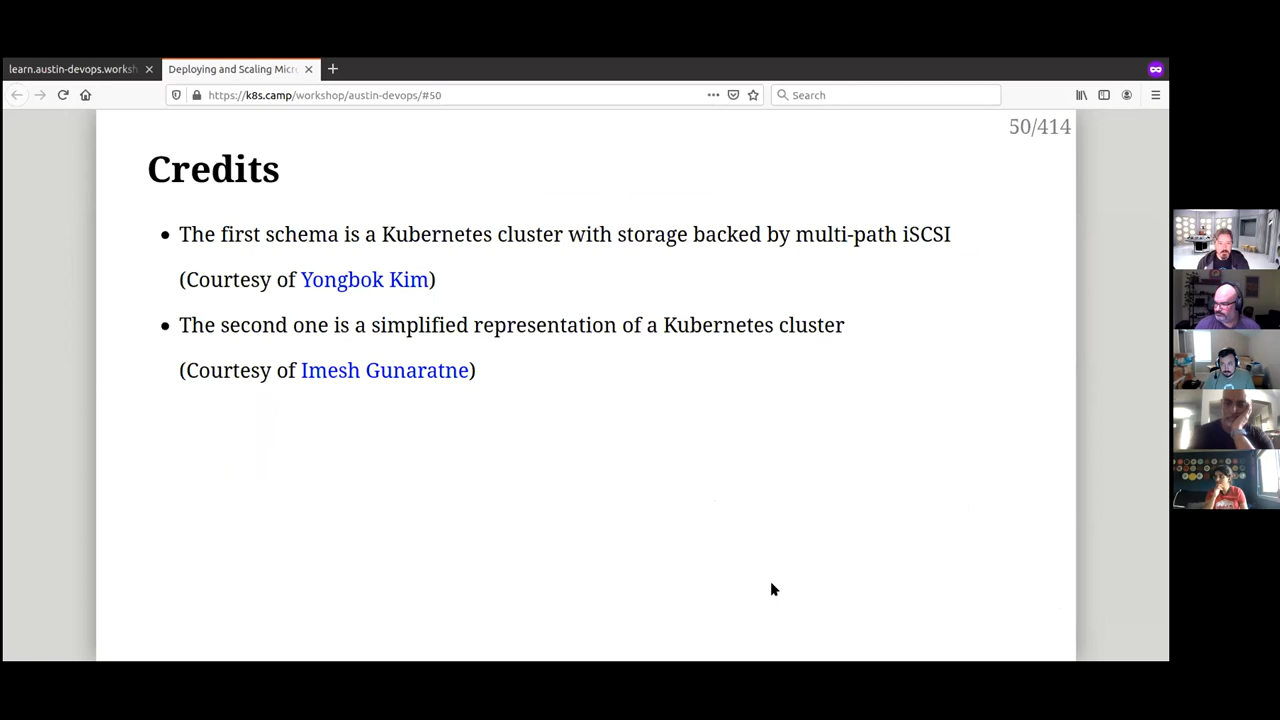 learn.austin-devops.worksh
Deploying and Scaling Micr
https://k8s.camp/workshop/austin-devops/#50
Search
50/414
Credits
• The first schema is a Kubernetes cluster with storage backed by multi-path iSCSI
(Courtesy of Yongbok Kim)
• The second one is a simplified representation of a Kubernetes cluster
(Courtesy of Imesh Gunaratne)